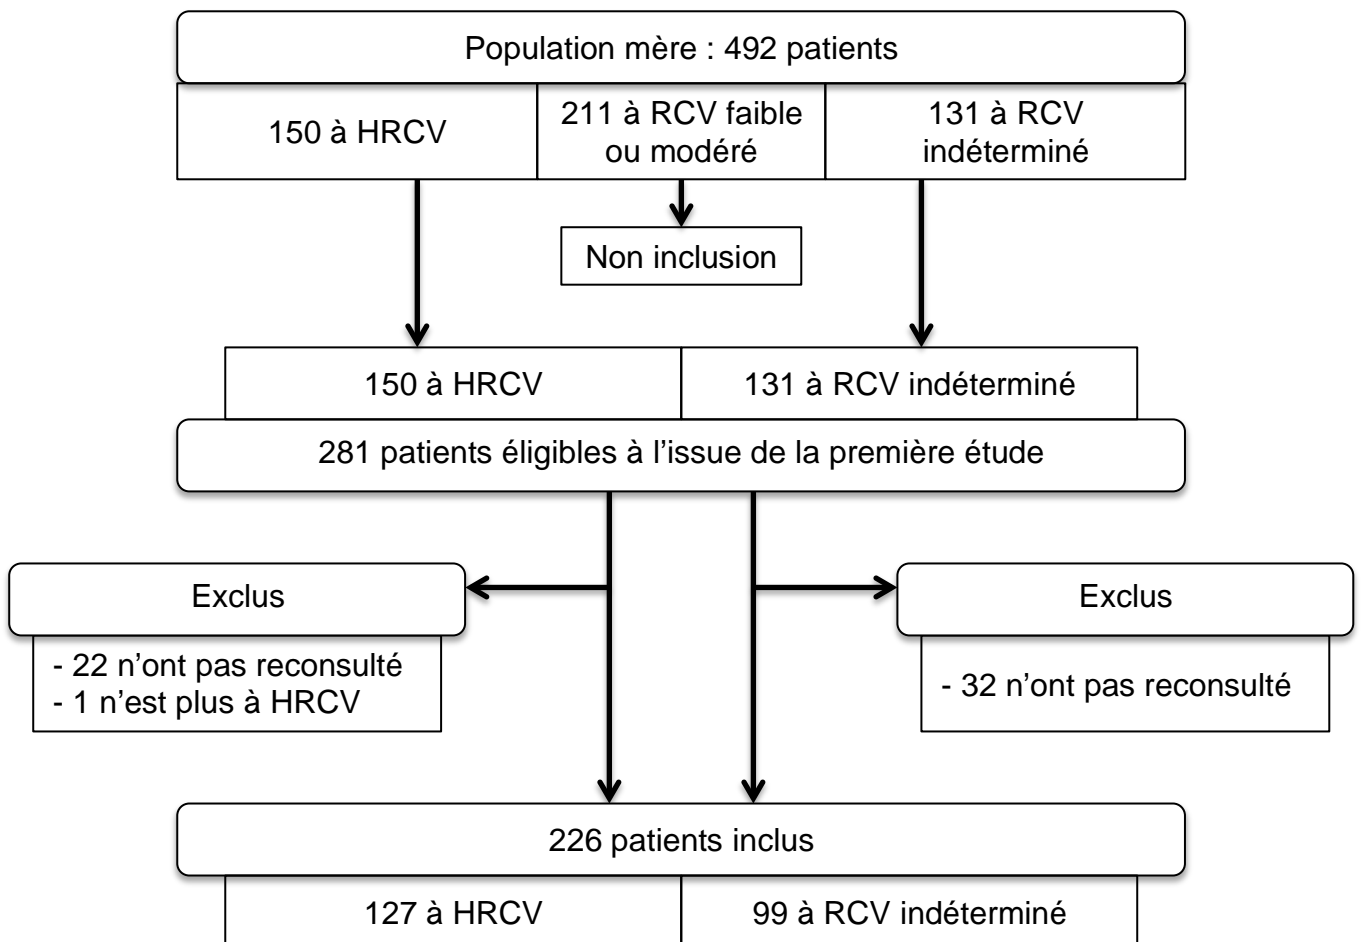 Population mère : 492 patients
150 à HRCV
211 à RCV faible
ou modéré
131 à RCV
indéterminé
Non inclusion
150 à HRCV
131 à RCV indéterminé
281 patients éligibles à l’issue de la première étude
Exclus
- 22 n’ont pas reconsulté
- 1 n’est plus à HRCV
Exclus
- 32 n’ont pas reconsulté
226 patients inclus
127 à HRCV
99 à RCV indéterminé